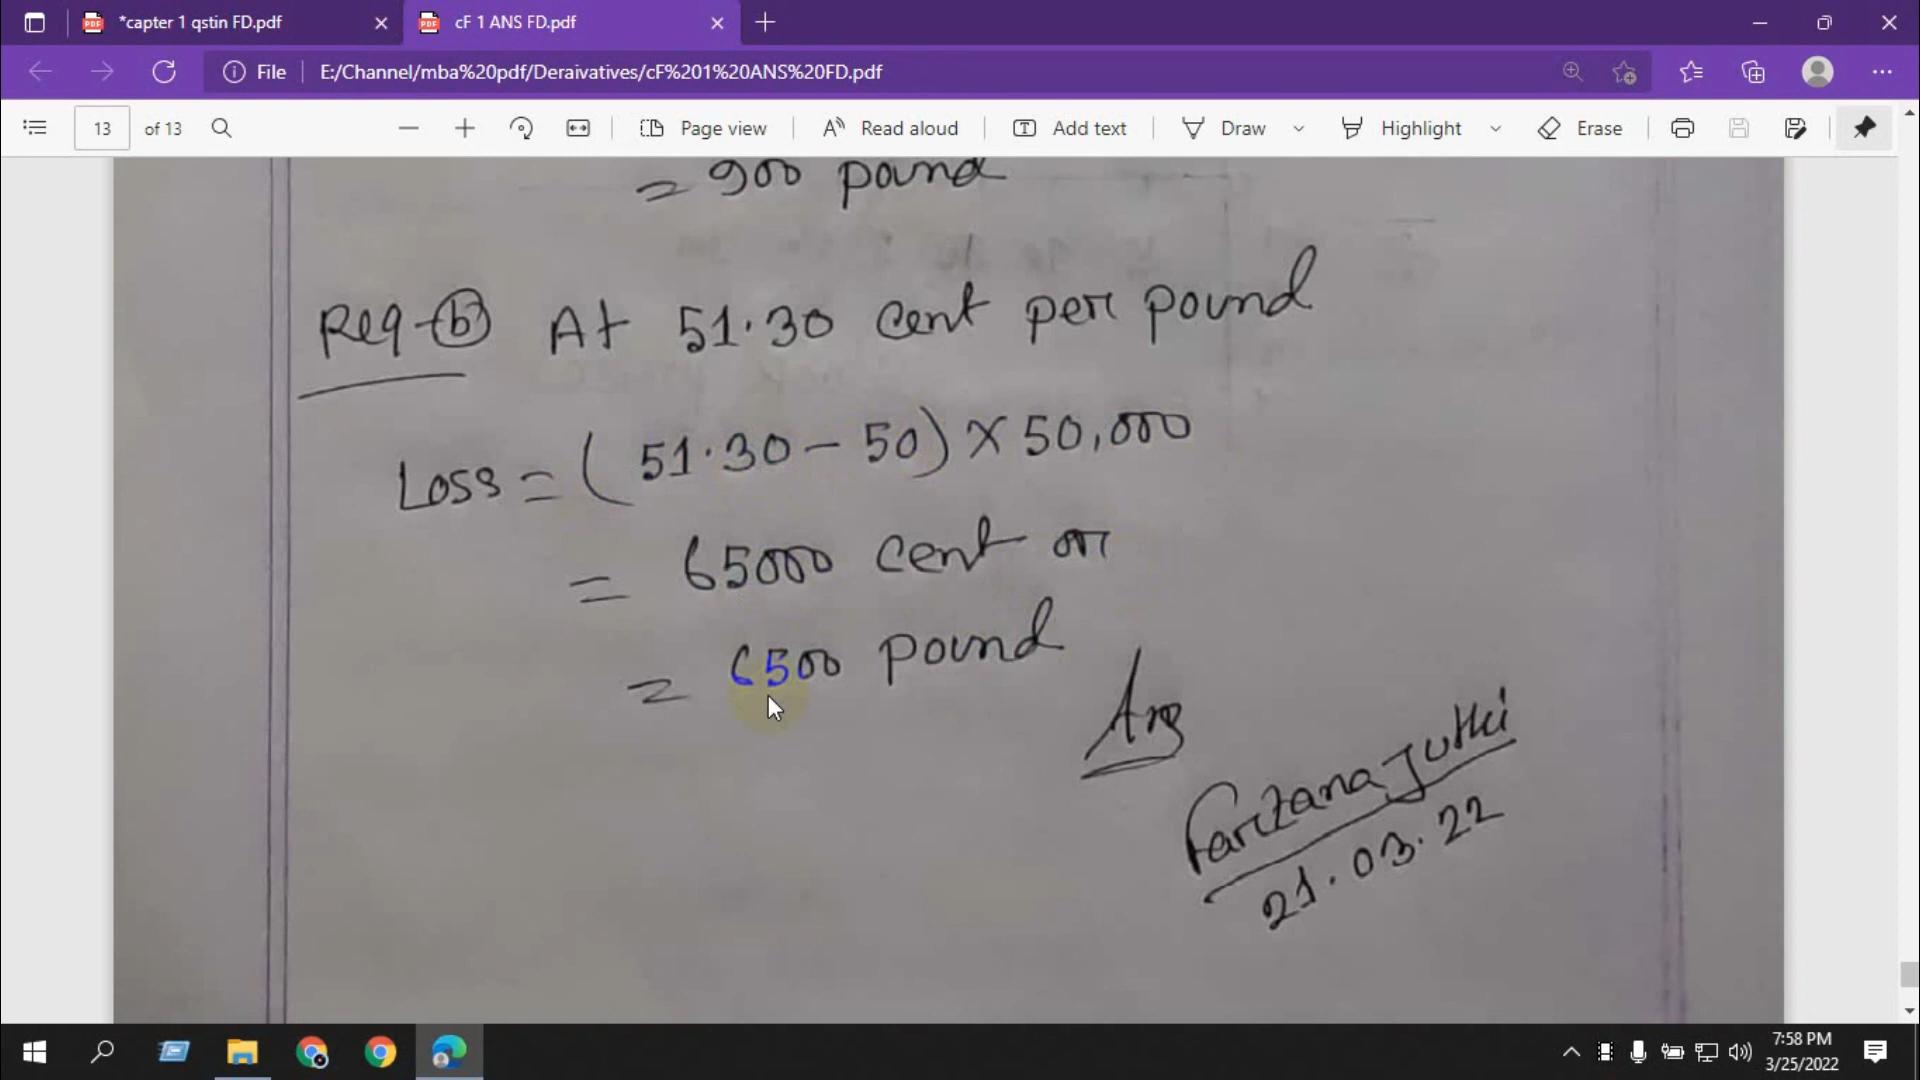 *capter 1 qstin FD.pdf
cF 1 ANS FD.pdf
File
E:/Channel/mba%20pdf/Deraivatives/cF%201%20ANS%20FD.pdf
13 of 13
Page view
Read aloud
Add text
Draw
Highlight
Erase
= 900 pound
Req-(b) At 51.30 cent per pound
Loss = (51.30 - 50) × 50,000
= 65000 cent or
= 6500 pound
Ans
Farzana Juthi
21.03.22
7:58 PM
3/25/2022